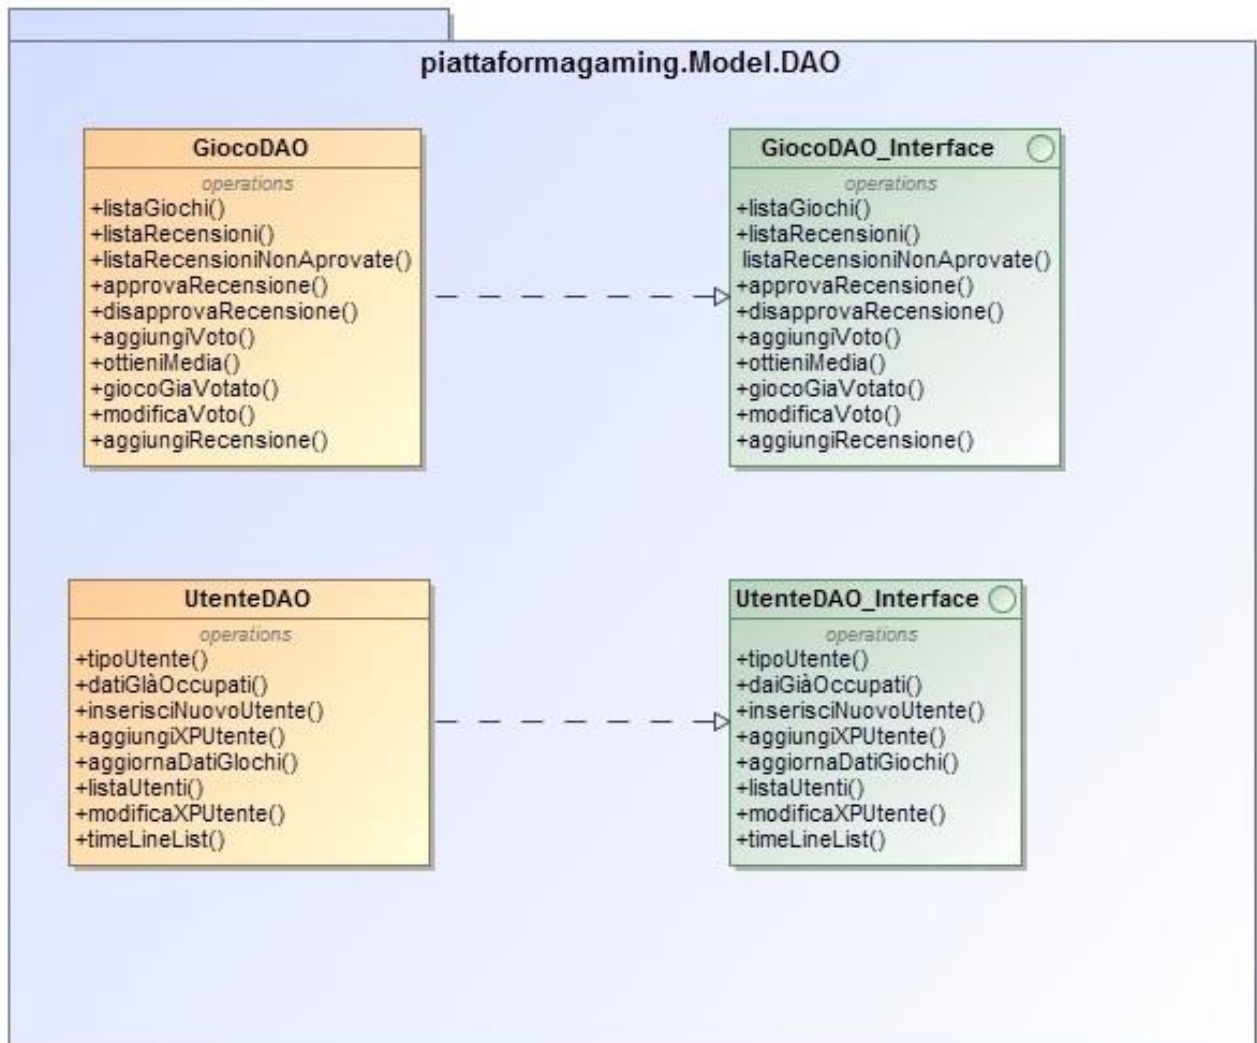 piattaformagaming.Model.DAO
GiocoDAO
operations
+listaGiochi()
+listaRecensioni()
+listaRecensioniNonAprovate()
+approvaRecensione()
+disapprovaRecensione()
+aggiungiVoto()
+ottieniMedia()
+giocoGiaVotato()
+modificaVoto()
+aggiungiRecensione()
GiocoDAO_Interface
operations
+listaGiochi()
+listaRecensioni()
listaRecensioniNonAprovate()
+approvaRecensione()
+disapprovaRecensione()
+aggiungiVoto()
+ottieniMedia()
+giocoGiaVotato()
+modificaVoto()
+aggiungiRecensione()
UtenteDAO
operations
+tipoUtente()
+datiGIàOccupati()
+inserisciNuovoUtente()
+aggiungiXPUtente()
+aggiornaDatiGIochi()
+listaUtenti()
+modificaXPUtente()
+timeLineList()
UtenteDAO_Interface
operations
+tipoUtente()
+daiGiàOccupati()
+inserisciNuovoUtente()
+aggiungiXPUtente()
+aggiornaDatiGiochi()
+listaUtenti()
+modificaXPUtente()
+timeLineList()